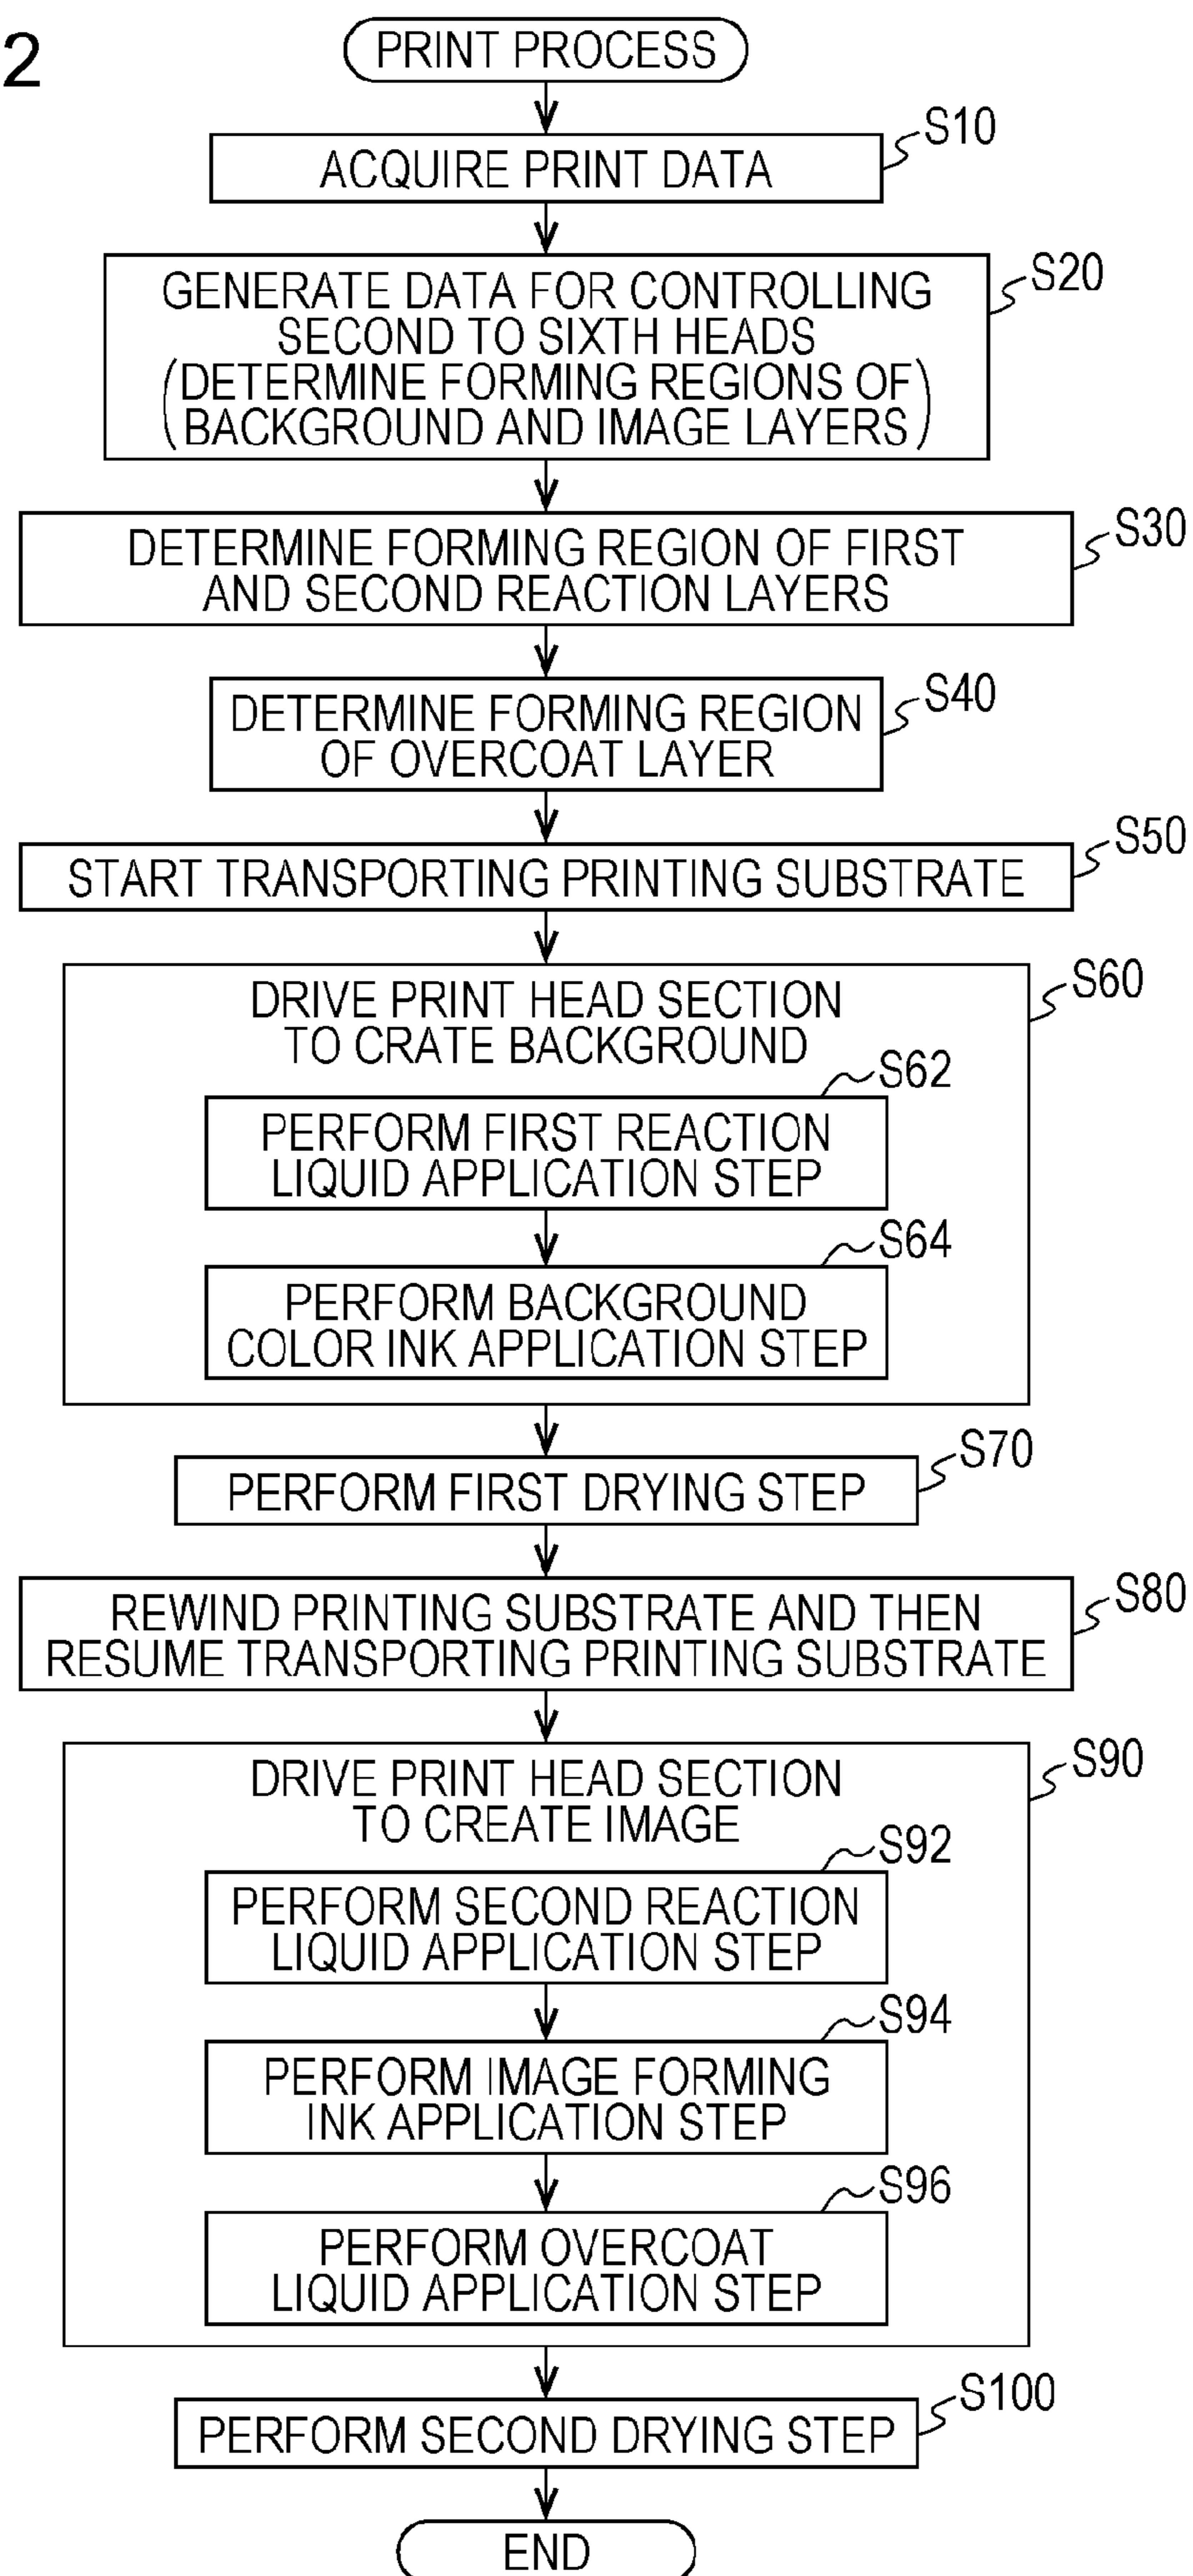 2
PRINT PROCESS
S10
ACQUIRE PRINT DATA
S20
GENERATE DATA FOR CONTROLLING
SECOND TO SIXTH HEADS
(DETERMINE FORMING REGIONS OF
BACKGROUND AND IMAGE LAYERS)
S30
DETERMINE FORMING REGION OF FIRST
AND SECOND REACTION LAYERS
S40
DETERMINE FORMING REGION
OF OVERCOAT LAYER
S50
START TRANSPORTING PRINTING SUBSTRATE
S60
DRIVE PRINT HEAD SECTION
TO CRATE BACKGROUND
S62
PERFORM FIRST REACTION
LIQUID APPLICATION STEP
S64
PERFORM BACKGROUND
COLOR INK APPLICATION STEP
S70
PERFORM FIRST DRYING STEP
S80
REWIND PRINTING SUBSTRATE AND THEN
RESUME TRANSPORTING PRINTING SUBSTRATE
S90
DRIVE PRINT HEAD SECTION
TO CREATE IMAGE
S92
PERFORM SECOND REACTION
LIQUID APPLICATION STEP
S94
PERFORM IMAGE FORMING
INK APPLICATION STEP
S96
PERFORM OVERCOAT
LIQUID APPLICATION STEP
S100
PERFORM SECOND DRYING STEP
END